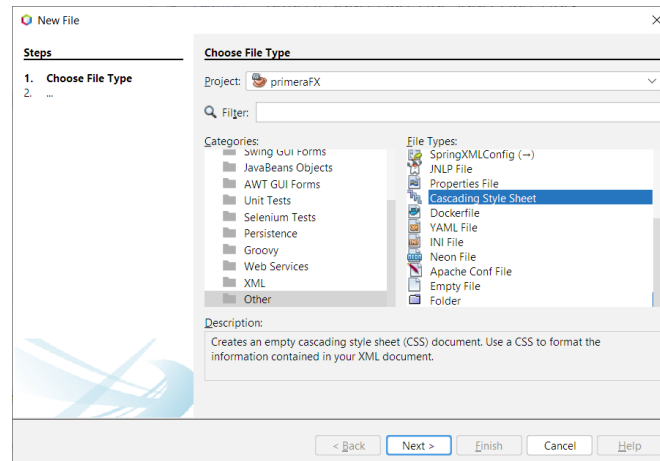 New File
Steps
1. Choose File Type
2. ...
Choose File Type
Project: primeraFX
Filter:
Categories:
Swing GUI Forms
JavaBeans Objects
AWT GUI Forms
Unit Tests
Selenium Tests
Persistence
Groovy
Web Services
XML
Other
File Types:
SpringXMLConfig (→)
JNLP File
Properties File
Cascading Style Sheet
Dockerfile
YAML File
INI File
Neon File
Apache Conf File
Empty File
Folder
Description:
Creates an empty cascading style sheet (CSS) document. Use a CSS to format the
information contained in your XML document.
< Back Next > Finish Cancel Help